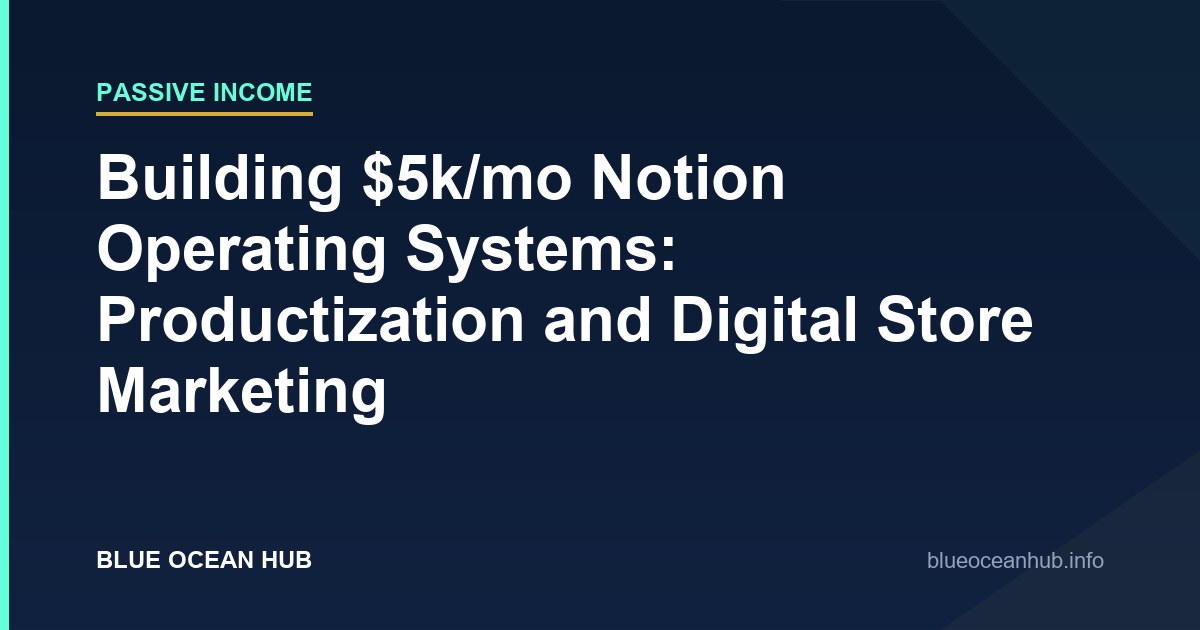 PASSIVE INCOME
Building $5k/mo Notion
Operating Systems:
Productization and Digital Store
Marketing
BLUE OCEAN HUB
blueoceanhub.info